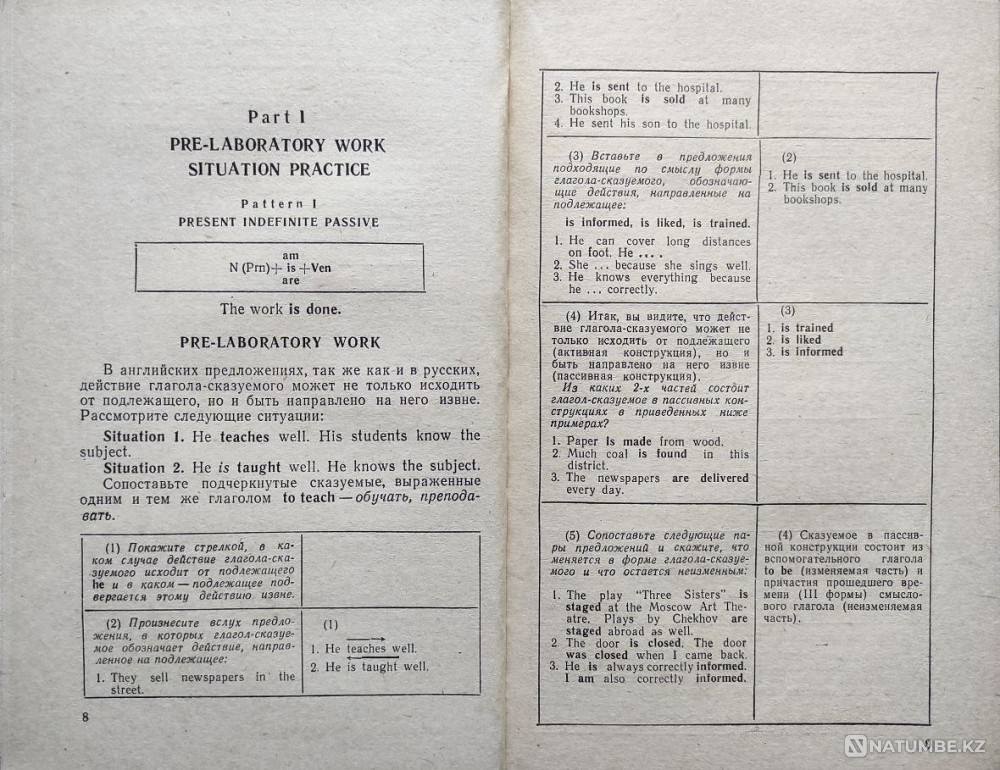 Part I
PRE-LABORATORY WORK
SITUATION PRACTICE
Pattern I
PRESENT INDEFINITE PASSIVE
am
N (Prn)+ is +Ven
are
The work is done.
PRE-LABORATORY WORK
В английских предложениях, так же как и в русских,
действие глагола-сказуемого может не только исходить
от подлежащего, но и быть направлено на него извне.
Рассмотрите следующие ситуации:
Situation 1. He teaches well. His students know the
subject.
Situation 2. He is taught well. He knows the subject.
Сопоставьте подчеркнутые сказуемые, выраженные
одним и тем же глаголом to teach — обучать, препода-
вать.
(1) Покажите стрелкой, в ка-
ком случае действие глагола-ска-
зуемого исходит от подлежащего
he и в каком — подлежащее под-
вергается этому действию извне.
(2) Произнесите вслух предло-
жения, в которых глагол-сказуе-
мое обозначает действие, направ-
ленное на подлежащее:
1. They sell newspapers in the
street.
(1)
1. He teaches well.
2. He is taught well.
8
2. He is sent to the hospital.
3. This book is sold at many
bookshops.
4. He sent his son to the hospital.
(3) Вставьте в предложения
подходящие по смыслу формы
глагола-сказуемого, обозначаю-
щие действия, направленные на
подлежащее:
is informed, is liked, is trained.
1. He can cover long distances
on foot. He ....
2. She ... because she sings well.
3. He knows everything because
he ... correctly.
(2)
1. He is sent to the hospital.
2. This book is sold at many
bookshops.
(4) Итак, вы видите, что дейст-
вие глагола-сказуемого может не
только исходить от подлежащего
(активная конструкция), но и
быть направлено на него извне
(пассивная конструкция).
Из каких 2-х частей состоит
глагол-сказуемое в пассивных кон-
струкциях в приведенных ниже
примерах?
1. Paper is made from wood.
2. Much coal is found in this
district.
3. The newspapers are delivered
every day.
(3)
1. is trained
2. is liked
3. is informed
(5) Сопоставьте следующие па-
ры предложений и скажите, что
меняется в форме глагола-сказуе-
мого и что остается неизменным:
1. The play "Three Sisters" is
staged at the Moscow Art The-
atre. Plays by Chekhov are
staged abroad as well.
2. The door is closed. The door
was closed when I came back.
3. He is always correctly informed.
I am also correctly informed.
(4) Сказуемое в пассив-
ной конструкции состоит из
вспомогательного глагола
to be (изменяемая часть) и
причастия прошедшего вре-
мени (III формы) смысло-
вого глагола (неизменяемая
часть).
NATUMBE.KZ